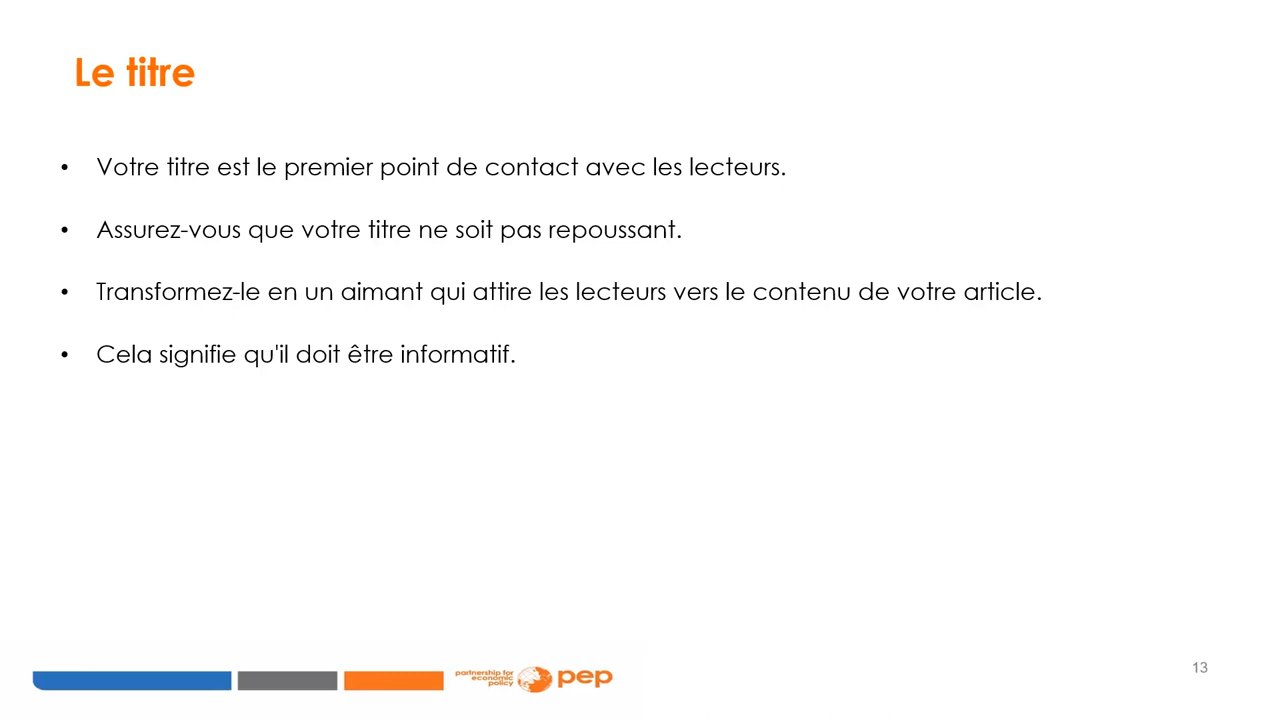 Le titre
• Votre titre est le premier point de contact avec les lecteurs.
• Assurez-vous que votre titre ne soit pas repoussant.
• Transformez-le en un aimant qui attire les lecteurs vers le contenu de votre article.
• Cela signifie qu'il doit être informatif.
partnership for
economic
policy
pep
13